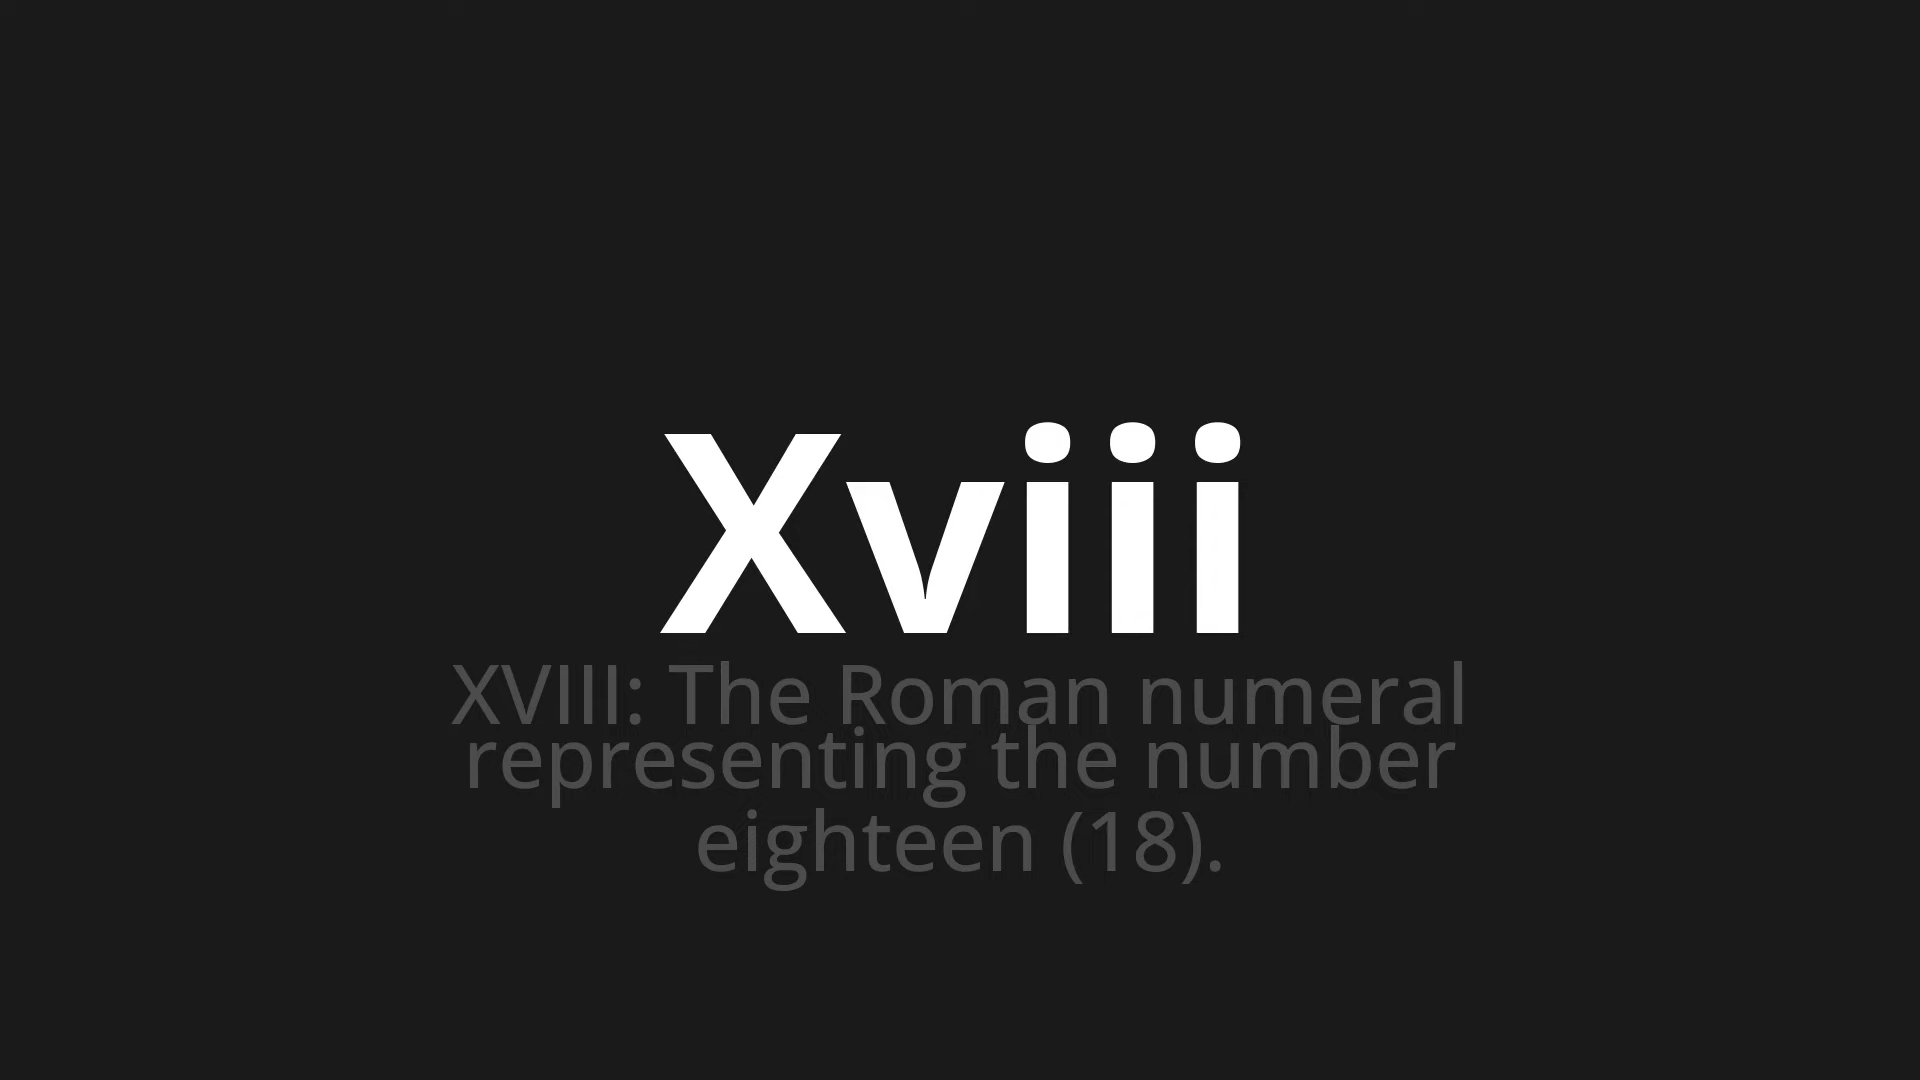 Xviii
XVIII: The Roman numeral
representing the number
eighteen (18).